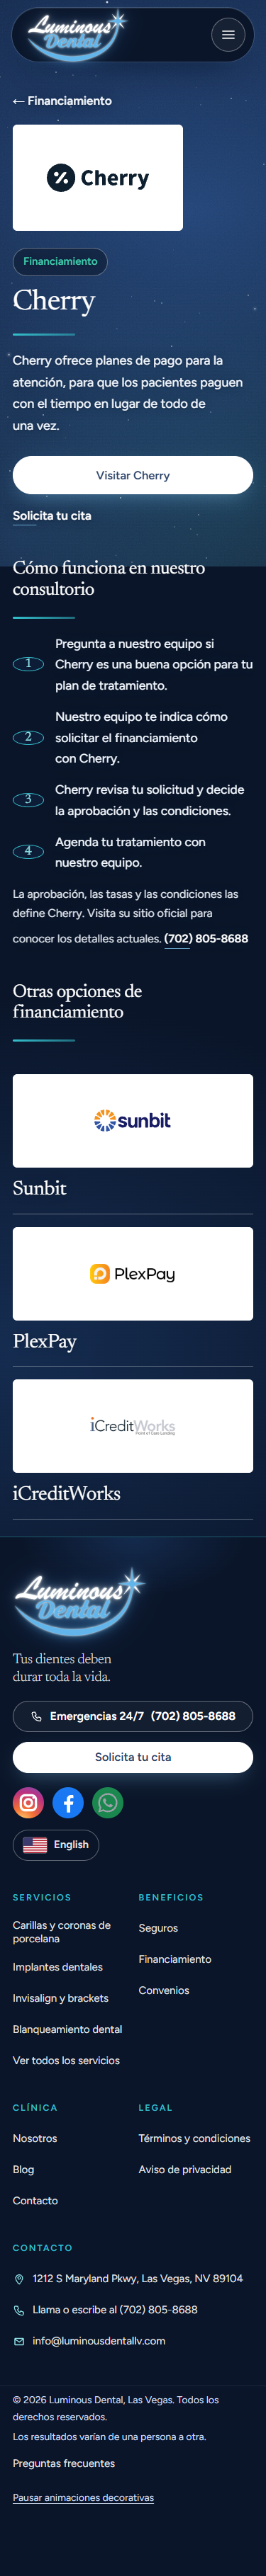 Luminous
Dental
← Financiamiento
Cherry
Financiamiento
Cherry
Cherry ofrece planes de pago para la
atención, para que los pacientes paguen
con el tiempo en lugar de todo de
una vez.
Visitar Cherry
Solicita tu cita
Cómo funciona en nuestro
consultorio
1
Pregunta a nuestro equipo si
Cherry es una buena opción para tu
plan de tratamiento.
2
Nuestro equipo te indica cómo
solicitar el financiamiento
con Cherry.
3
Cherry revisa tu solicitud y decide
la aprobación y las condiciones.
4
Agenda tu tratamiento con
nuestro equipo.
La aprobación, las tasas y las condiciones las
define Cherry. Visita su sitio oficial para
conocer los detalles actuales. (702) 805-8688
Otras opciones de
financiamiento
sunbit
Sunbit
PlexPay
PlexPay
iCreditWorks
Point of Sale Lending
iCreditWorks
Luminous
Dental
Tus dientes deben
durar toda la vida.
Emergencias 24/7 (702) 805-8688
Solicita tu cita
English
SERVICIOS
Carillas y coronas de
porcelana
Implantes dentales
Invisalign y brackets
Blanqueamiento dental
Ver todos los servicios
BENEFICIOS
Seguros
Financiamiento
Convenios
CLÍNICA
Nosotros
Blog
Contacto
LEGAL
Términos y condiciones
Aviso de privacidad
CONTACTO
1212 S Maryland Pkwy, Las Vegas, NV 89104
Llama o escribe al (702) 805-8688
info@luminousdentallv.com
© 2026 Luminous Dental, Las Vegas. Todos los
derechos reservados.
Los resultados varían de una persona a otra.
Preguntas frecuentes
Pausar animaciones decorativas